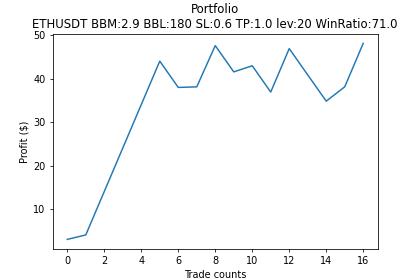 Portfolio
ETHUSDT BBM:2.9 BBL:180 SL:0.6 TP:1.0 lev:20 WinRatio:71.0
50
40
30
20
10
Profit ($)
0 2 4 6 8 10 12 14 16
Trade counts